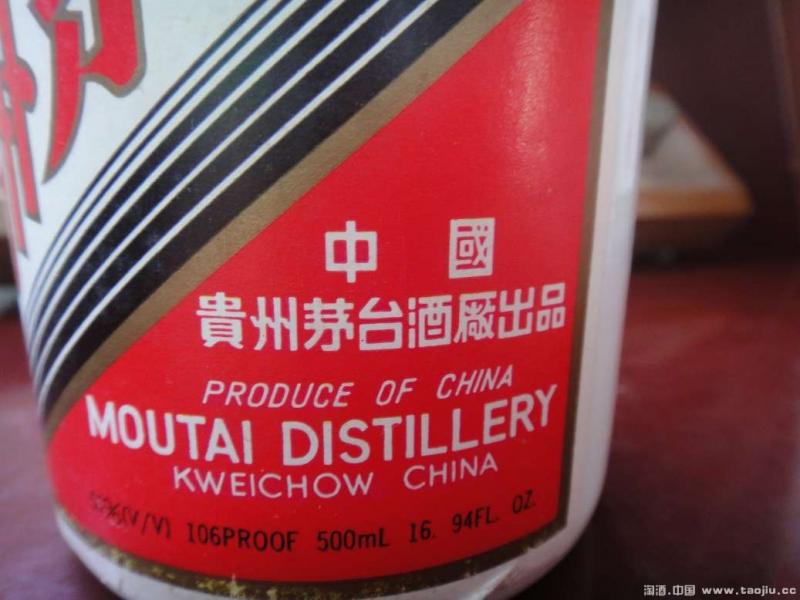 中 國
貴州茅台酒厰出品
PRODUCE OF CHINA
MOUTAI DISTILLERY
KWEICHOW CHINA
(V/V) 106PROOF 500mL 16. 94FL. OZ.
淘酒.中国 www.taojiu.cc